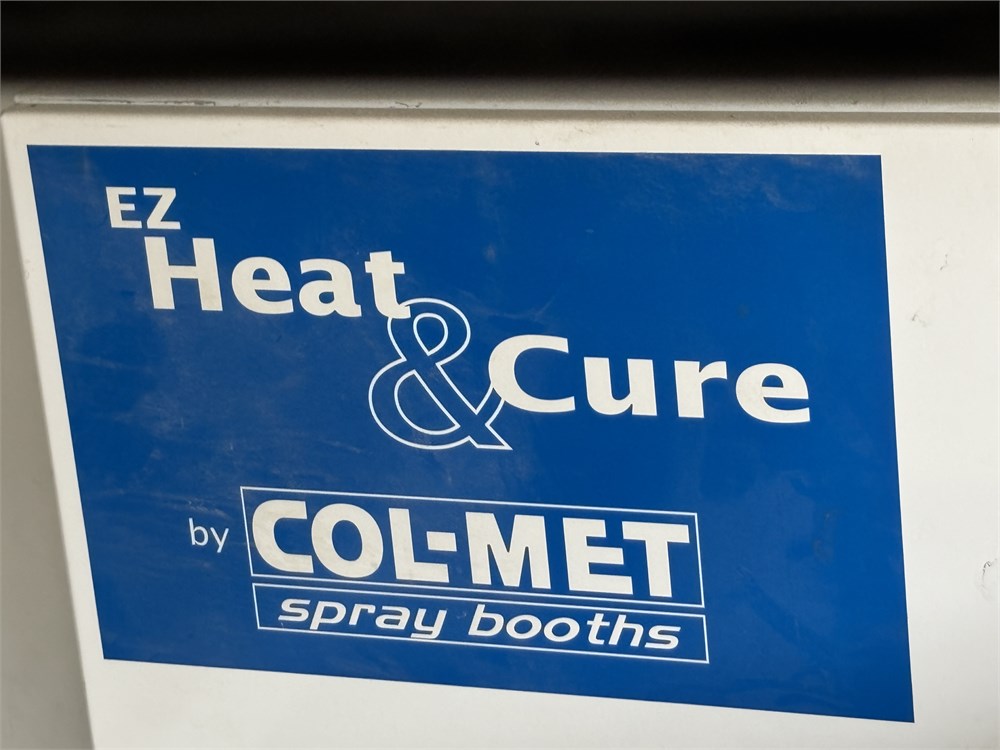 EZ
Heat
& Cure
by COL-MET
spray booths